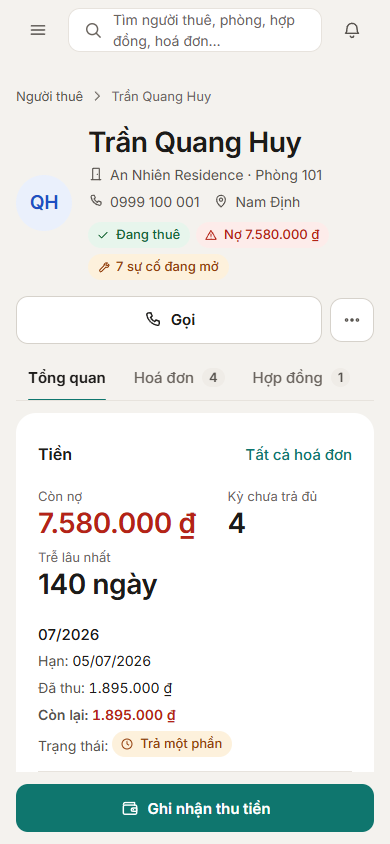 Tìm người thuê, phòng, hợp
đồng, hoá đơn...
Người thuê > Trần Quang Huy
Trần Quang Huy
QH
An Nhiên Residence · Phòng 101
0999 100 001 Nam Định
Đang thuê Nợ 7.580.000 ₫
7 sự cố đang mở
Gọi
Tổng quan Hoá đơn 4 Hợp đồng 1
Tiền Tất cả hoá đơn
Còn nợ Kỳ chưa trả đủ
7.580.000 ₫ 4
Trễ lâu nhất
140 ngày
07/2026
Hạn: 05/07/2026
Đã thu: 1.895.000 ₫
Còn lại: 1.895.000 ₫
Trạng thái: Trả một phần
Ghi nhận thu tiền